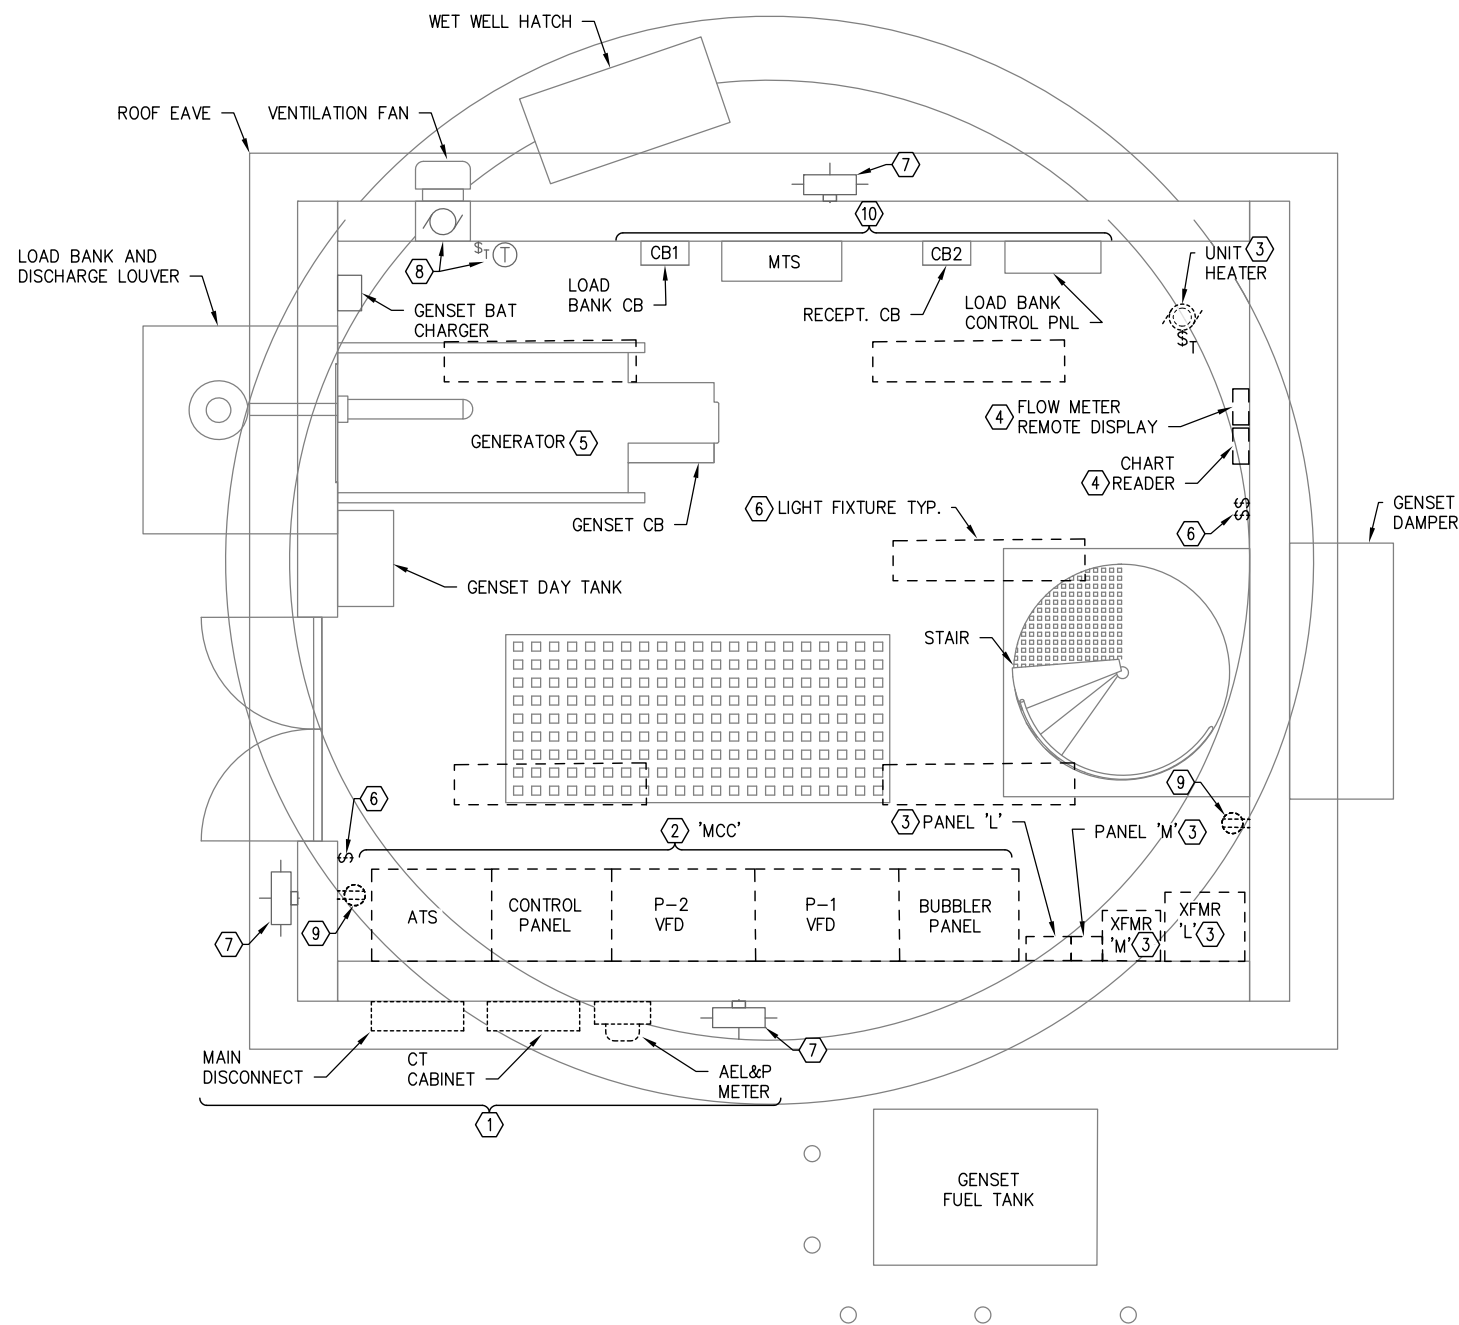 WET WELL HATCH
ROOF EAVE
VENTILATION FAN
7
10
LOAD BANK AND
DISCHARGE LOUVER
8
$T
T
CB1
MTS
CB2
UNIT 3
HEATER
LOAD
BANK CB
RECEPT. CB
LOAD BANK
CONTROL PNL
GENSET BAT
CHARGER
$T
4 FLOW METER
REMOTE DISPLAY
GENERATOR 5
CHART
4 READER
GENSET CB
6 LIGHT FIXTURE TYP.
$$
6
GENSET
DAMPER
GENSET DAY TANK
STAIR
6
9
2 'MCC'
3 PANEL 'L'
PANEL 'M' 3
$
ATS
CONTROL
PANEL
P-2
VFD
P-1
VFD
BUBBLER
PANEL
XFMR
'M' 3
XFMR
'L' 3
7
9
MAIN
DISCONNECT
CT
CABINET
AEL&P
METER
7
1
GENSET
FUEL TANK